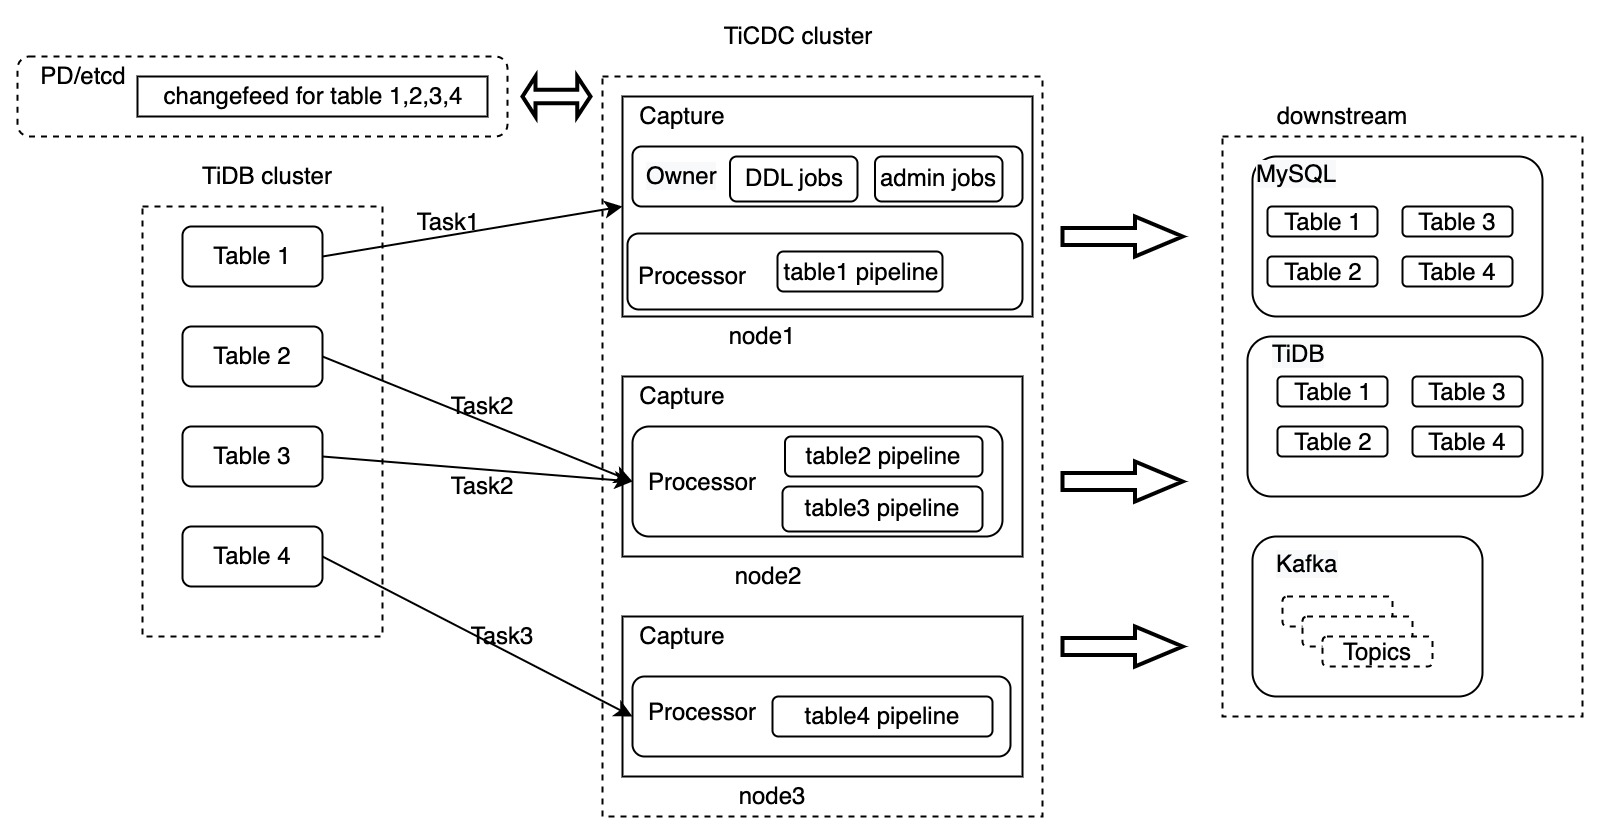 TiCDC cluster
PD/etcd
changefeed for table 1,2,3,4
TiDB cluster
Table 1
Table 2
Table 3
Table 4
Task1
Task2
Task2
Task3
Capture
Owner
DDL jobs
admin jobs
Processor
table1 pipeline
node1
Capture
Processor
table2 pipeline
table3 pipeline
node2
Capture
Processor
table4 pipeline
node3
downstream
MySQL
Table 1
Table 3
Table 2
Table 4
TiDB
Table 1
Table 3
Table 2
Table 4
Kafka
Topics